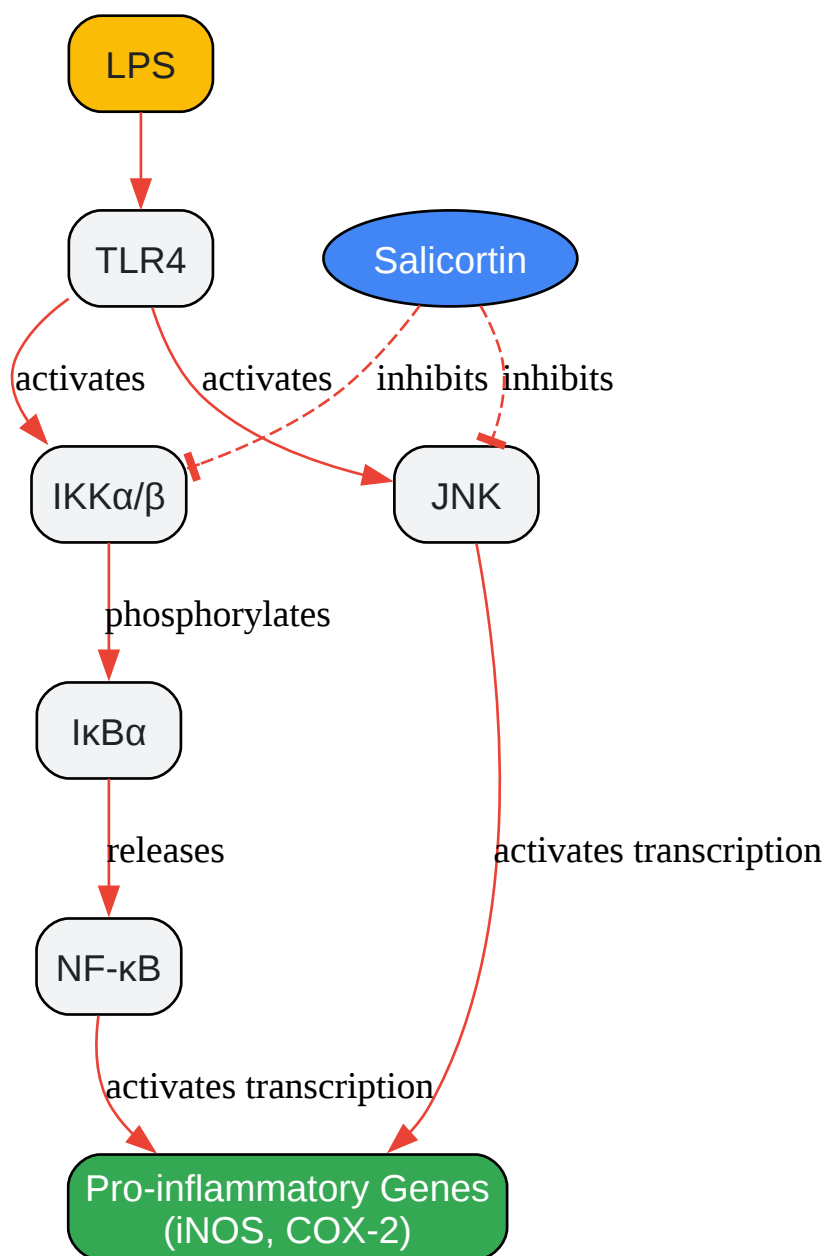 LPS
TLR4
Salicortin
activates
activates
inhibits
inhibits
IKKα/β
JNK
phosphorylates
IκBα
releases
activates transcription
NF-κB
activates transcription
Pro-inflammatory Genes
(iNOS, COX-2)